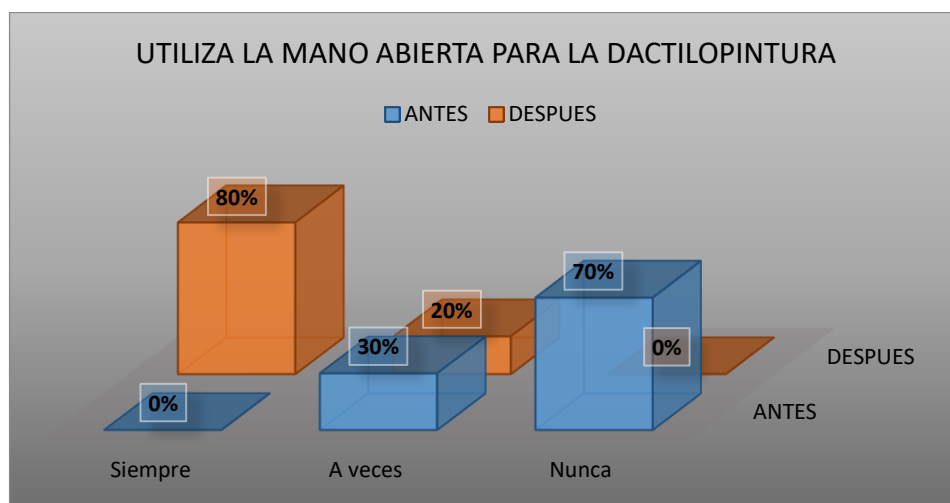 UTILIZA LA MANO ABIERTA PARA LA DACTILOPINTURA
ANTES DESPUES
80%
70%
20%
30%
0%
0%
DESPUES
ANTES
Siempre A veces Nunca